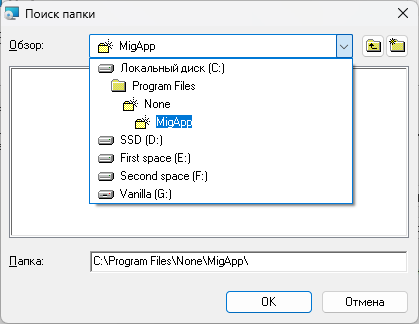 Поиск папки
Обзор:
MigApp
Локальный диск (C:)
Program Files
None
MigApp
SSD (D:)
First space (E:)
Second space (F:)
Vanilla (G:)
Папка:
C:\Program Files\None\MigApp\
OK
Отмена